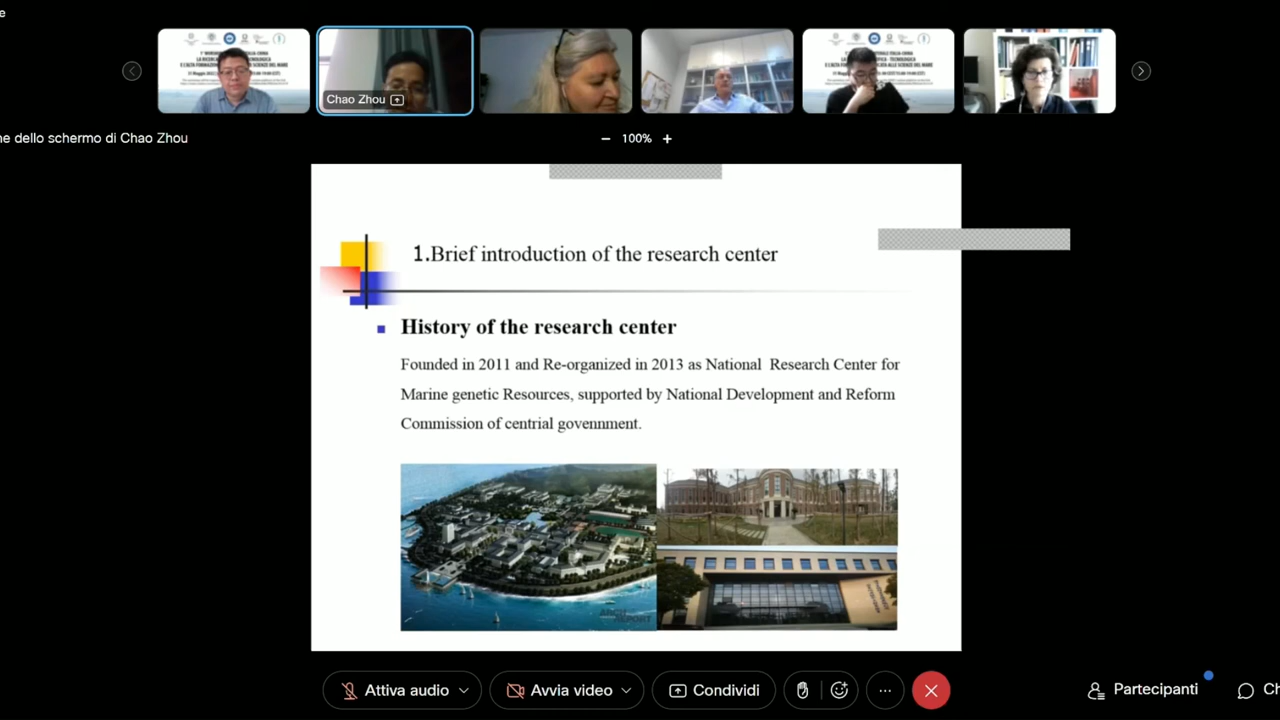 e
Chao Zhou
ne dello schermo di Chao Zhou
100%
1.Brief introduction of the research center
History of the research center
Founded in 2011 and Re-organized in 2013 as National Research Center for
Marine genetic Resources, supported by National Development and Reform
Commission of centrial govennment.
Attiva audio
Avvia video
Condividi
Partecipanti
Ch